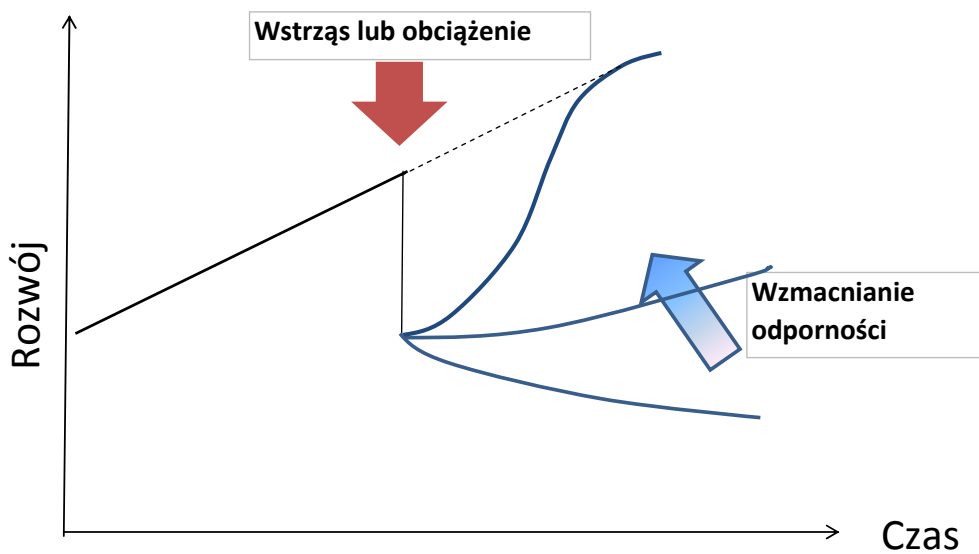 Wstrząs lub obciążenie
Rozwój
Wzmacnianie
odporności
Czas